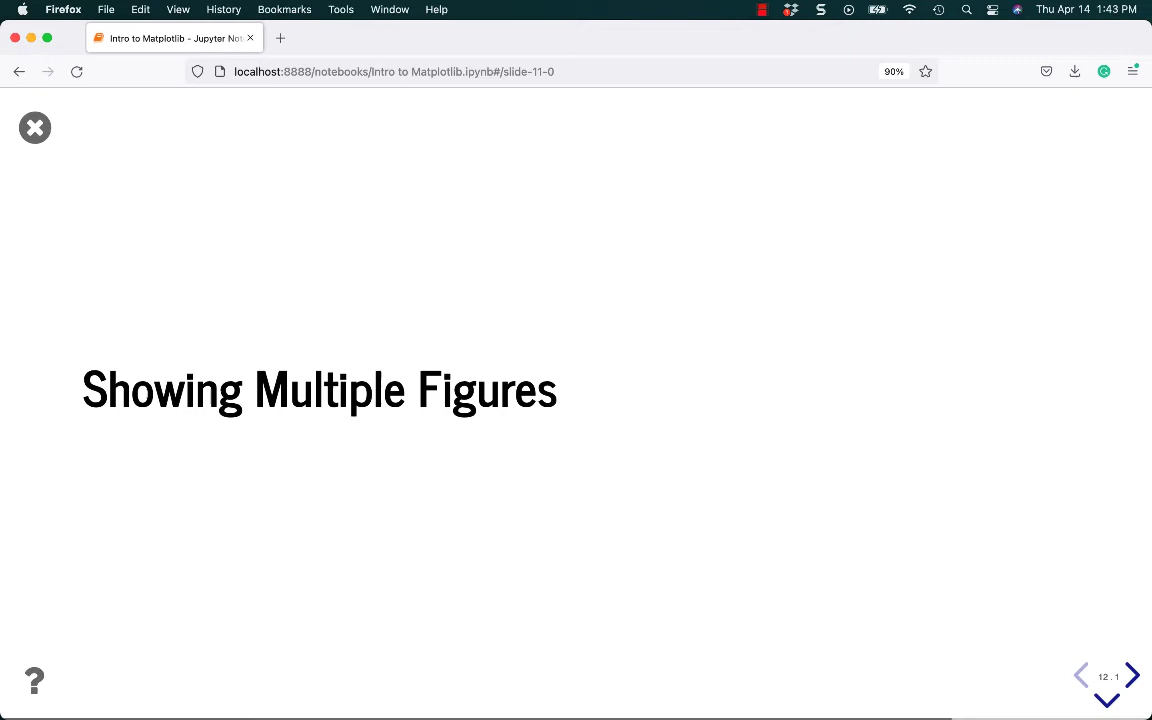 Firefox File Edit View History Bookmarks Tools Window Help Thu Apr 14 1:43 PM
Intro to Matplotlib - Jupyter Not
localhost:8888/notebooks/Intro to Matplotlib.ipynb#/slide-11-0 90%
Showing Multiple Figures
?
12.1